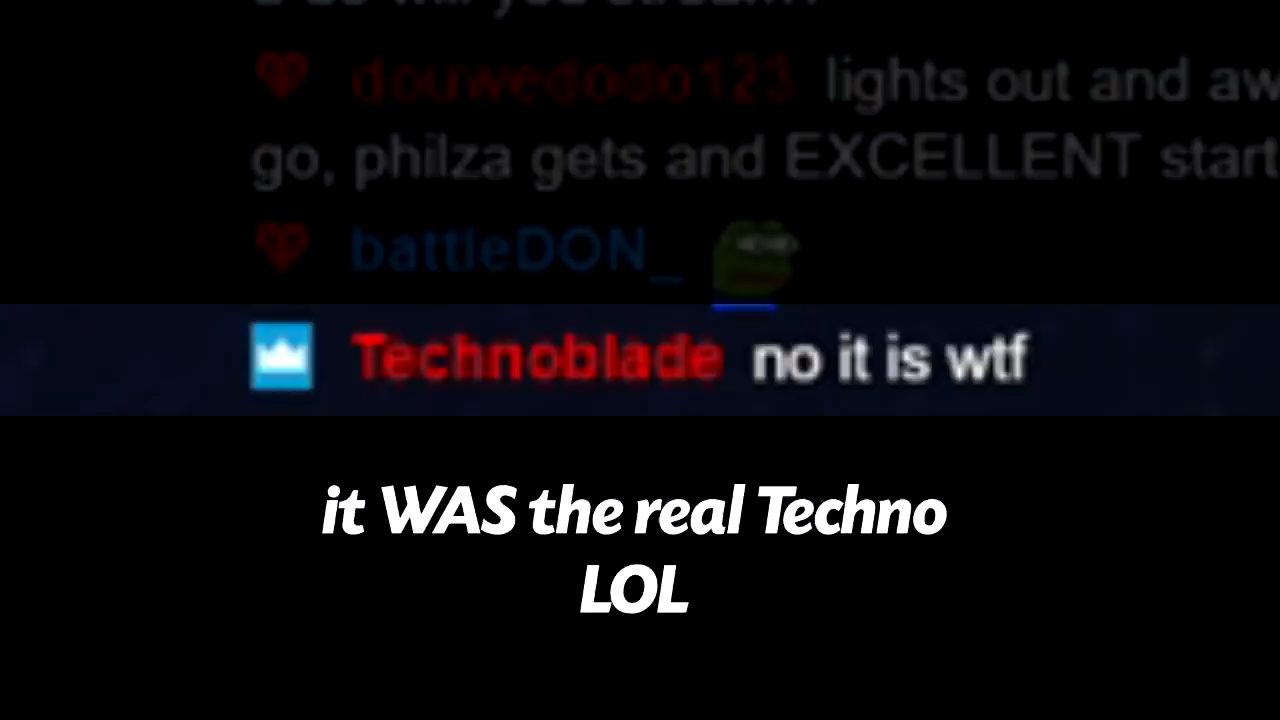 douwedodo123 lights out and aw
go, philza gets and EXCELLENT start
battleDON_
Technoblade no it is wtf
it WAS the real Techno
LOL